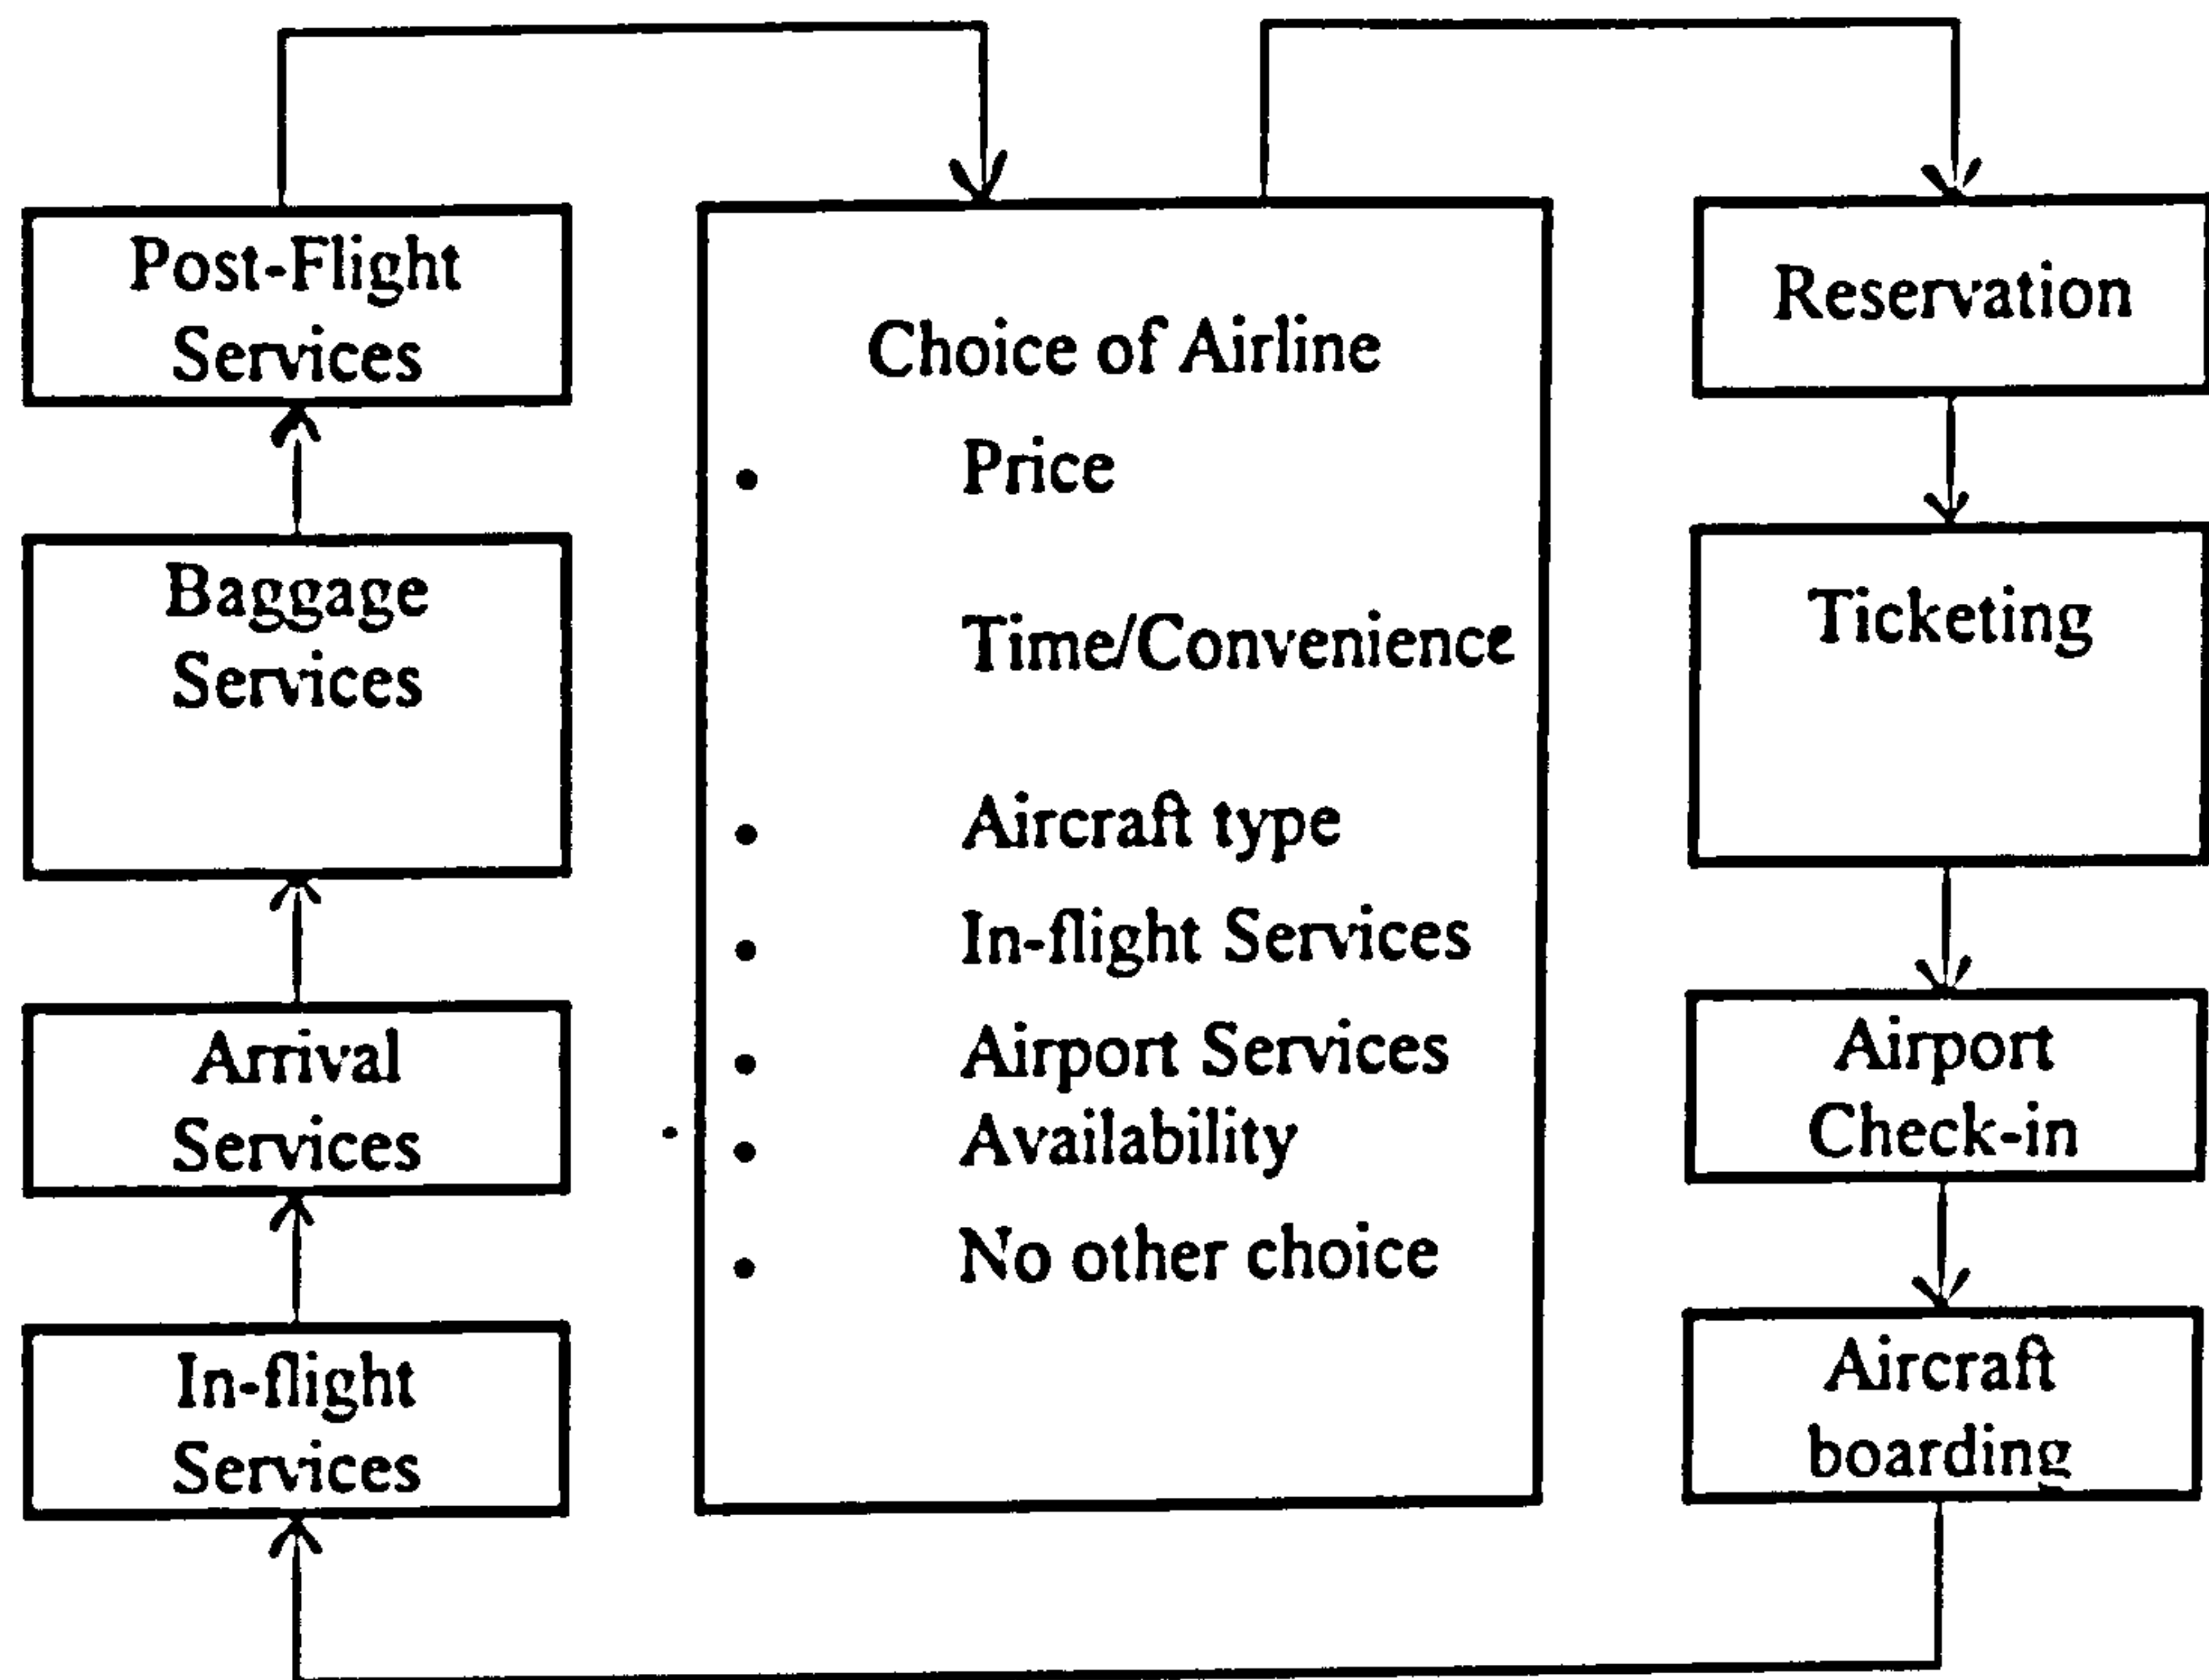 Post-Flight
Services
Baggage
Services
Arrival
Services
In-flight
Services
Choice of Airline
• Price
Time/Convenience
• Aircraft type
• In-flight Services
• Airport Services
• Availability
• No other choice
Reservation
Ticketing
Airport
Check-in
Aircraft
boarding